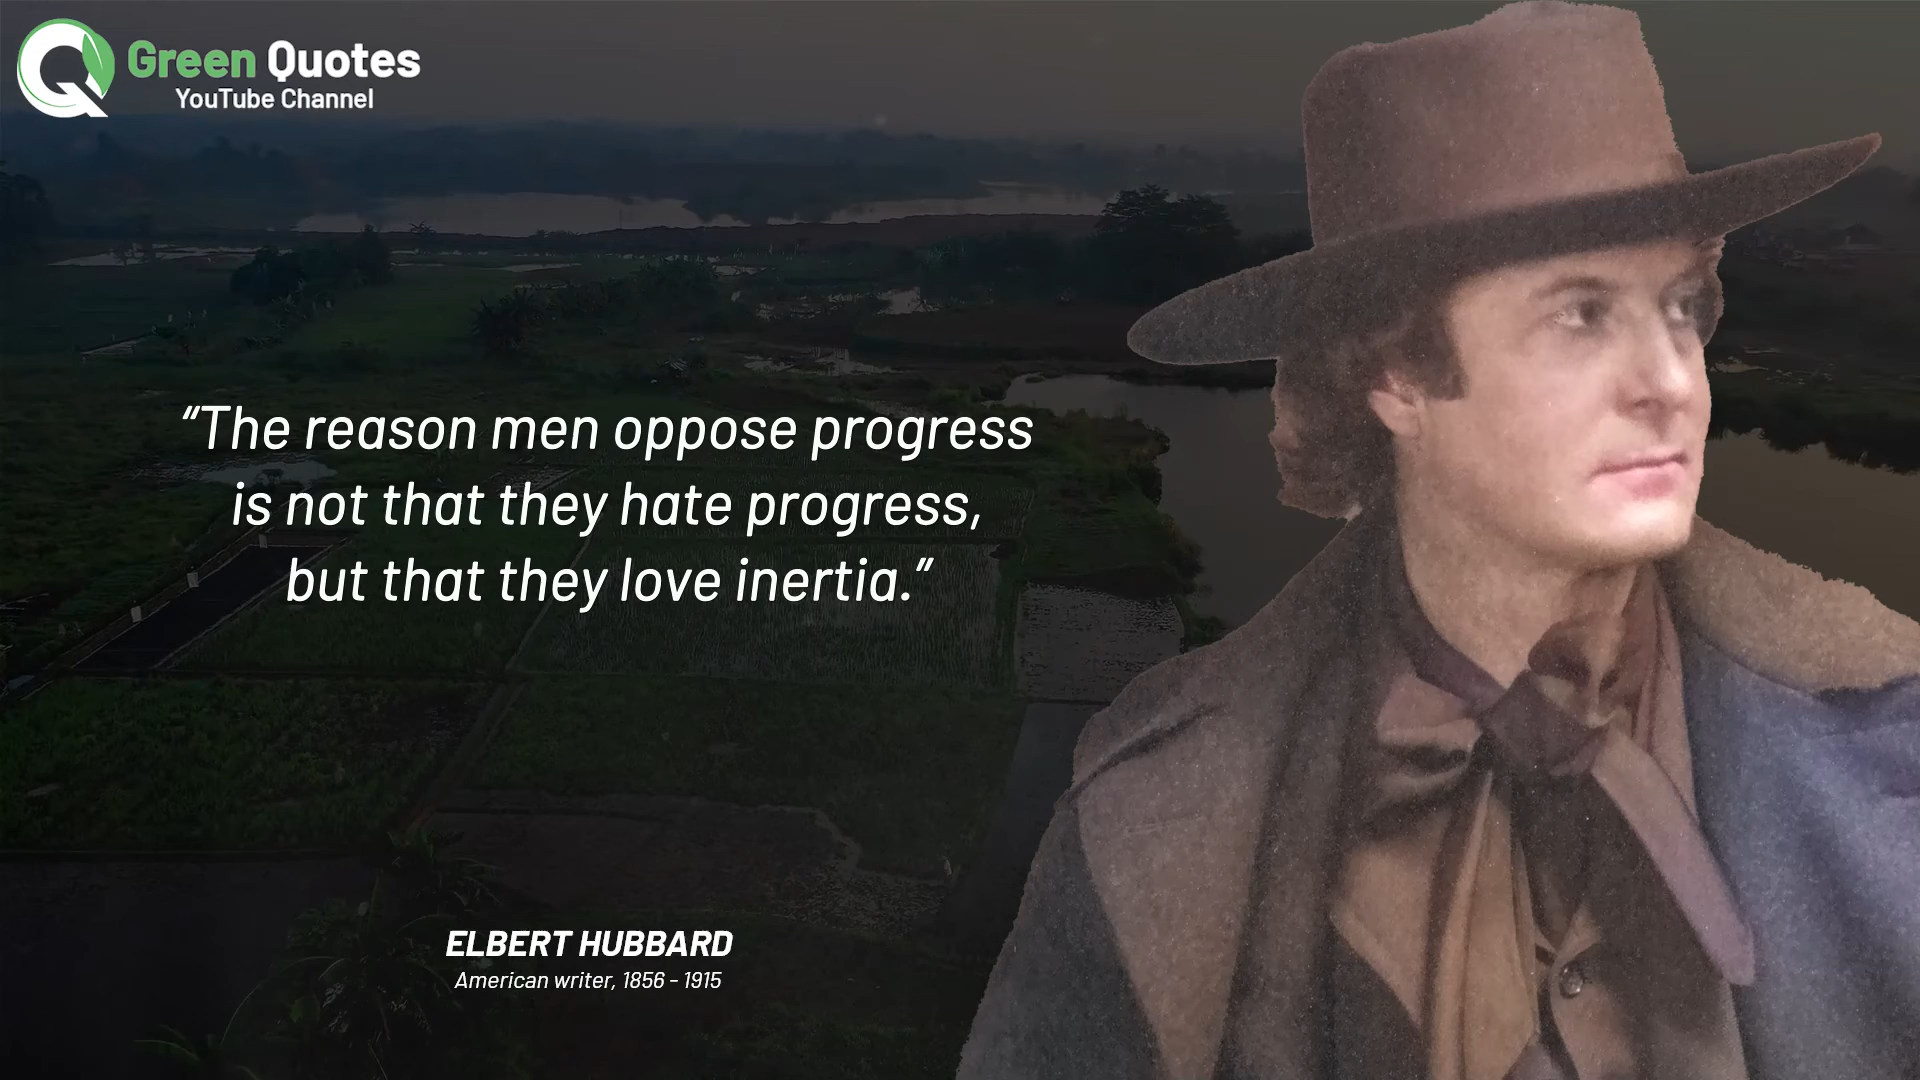 Green Quotes
YouTube Channel
“The reason men oppose progress
is not that they hate progress,
but that they love inertia.”
ELBERT HUBBARD
American writer, 1856 - 1915